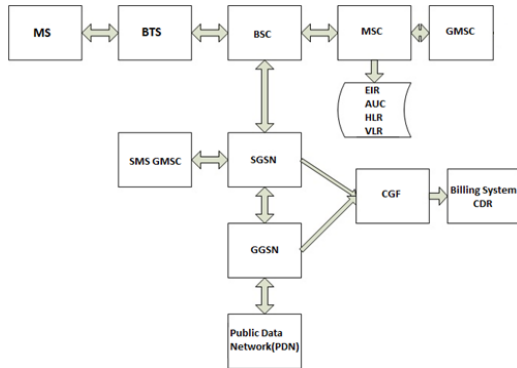 MS
BTS
BSC
MSC
GMSC
EIR
AUC
HLR
VLR
SMS GMSC
SGSN
CGF
Billing System
CDR
GGSN
Public Data
Network(PDN)